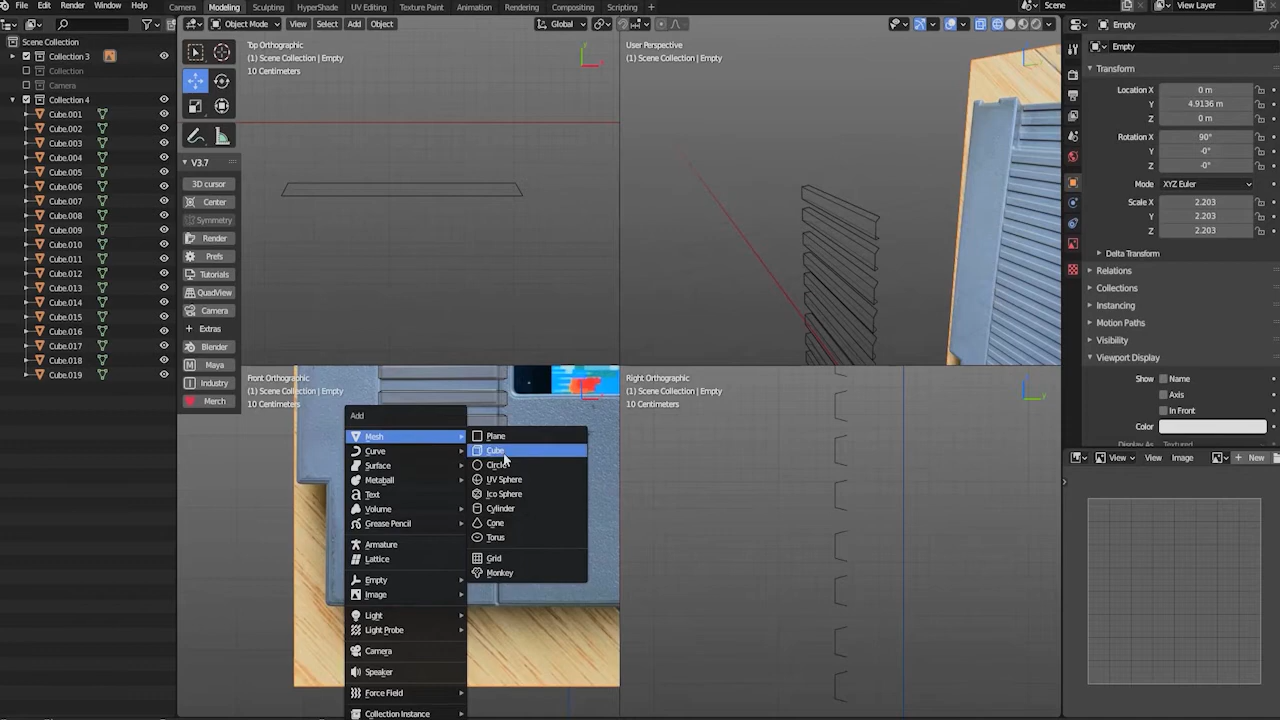 File Edit Render Window Help
Camera Modeling Sculpting HyperShade UV Editing Texture Paint Animation Rendering Compositing Scripting
Scene
View Layer
Object Mode View Select Add Object
Global
Empty
Scene Collection
Collection 3
Collection
Camera
Collection 4
Cube.001
Cube.002
Cube.003
Cube.004
Cube.005
Cube.006
Cube.007
Cube.008
Cube.009
Cube.010
Cube.011
Cube.012
Cube.013
Cube.014
Cube.015
Cube.016
Cube.017
Cube.018
Cube.019
V3.7
3D cursor
Center
Symmetry
Render
Prefs
Tutorials
QuadView
Camera
Extras
Blender
Maya
Industry
Merch
Top Orthographic
(1) Scene Collection | Empty
10 Centimeters
User Perspective
(1) Scene Collection | Empty
Front Orthographic
(1) Scene Collection | Empty
10 Centimeters
Right Orthographic
(1) Scene Collection | Empty
10 Centimeters
Add
Mesh
Curve
Surface
Metaball
Text
Volume
Grease Pencil
Armature
Lattice
Empty
Image
Light
Light Probe
Camera
Speaker
Force Field
Collection Instance
Plane
Cube
Circle
UV Sphere
Ico Sphere
Cylinder
Cone
Torus
Grid
Monkey
Empty
Transform
Location X 0 m
Y 4.9136 m
Z 0 m
Rotation X 90°
Y -0°
Z -0°
Mode XYZ Euler
Scale X 2.203
Y 2.203
Z 2.203
Delta Transform
Relations
Collections
Instancing
Motion Paths
Visibility
Viewport Display
Show Name
Axis
In Front
Color
Display As Textured
View View Image New